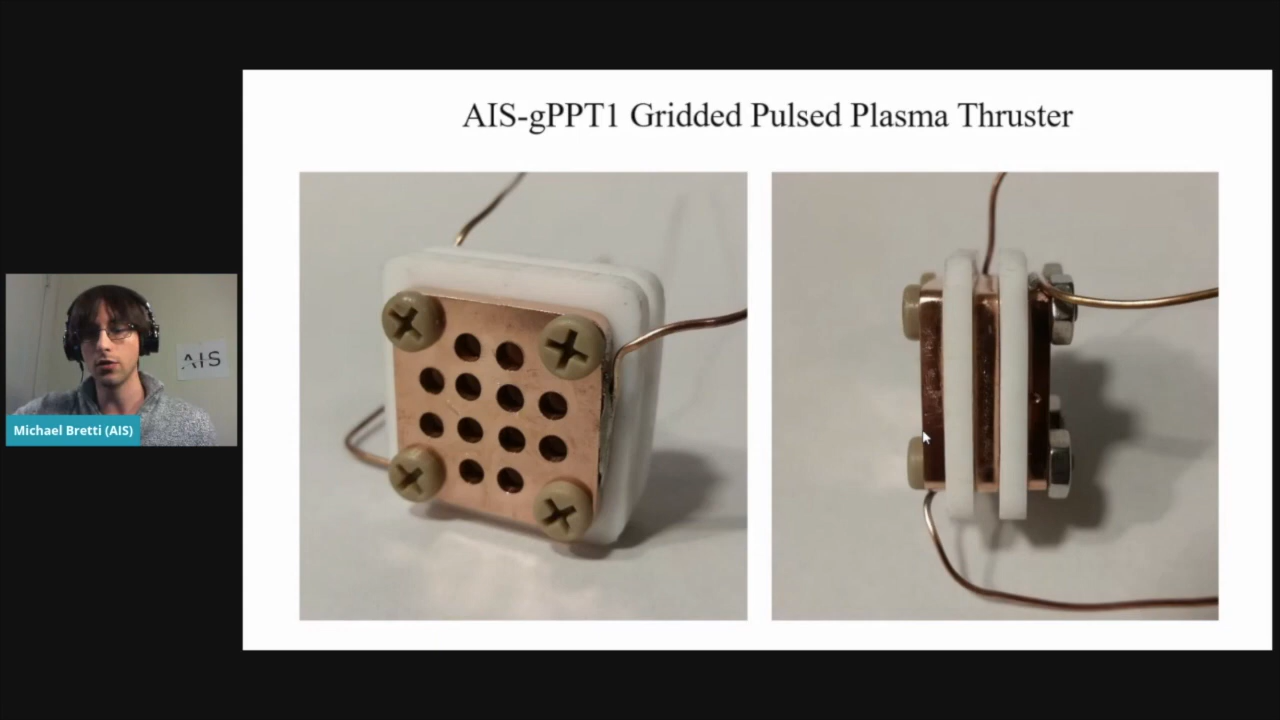 AIS-gPPT1 Gridded Pulsed Plasma Thruster
AIS
Michael Bretti (AIS)